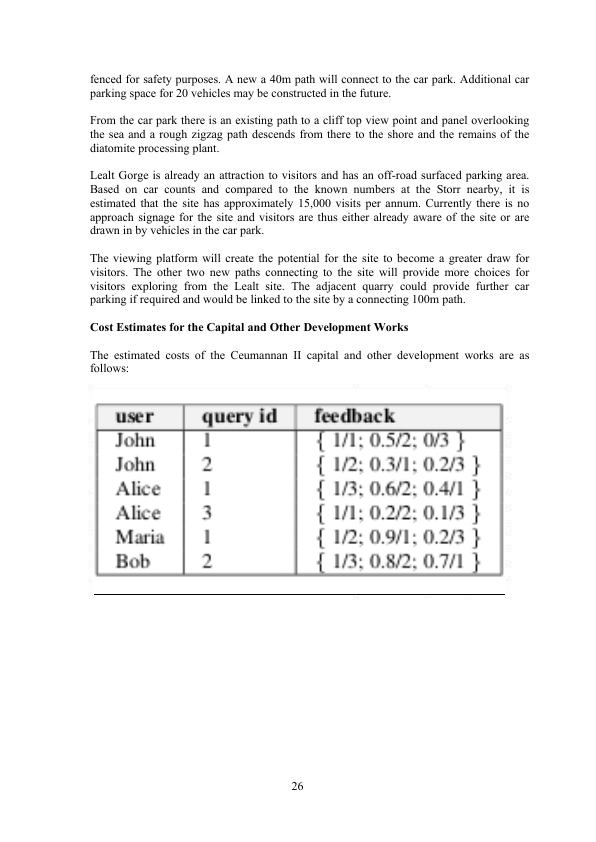 fenced for safety purposes. A new a 40m path will connect to the car park. Additional car
parking space for 20 vehicles may be constructed in the future.
From the car park there is an existing path to a cliff top view point and panel overlooking
the sea and a rough zigzag path descends from there to the shore and the remains of the
diatomite processing plant.
Lealt Gorge is already an attraction to visitors and has an off-road surfaced parking area.
Based on car counts and compared to the known numbers at the Storr nearby, it is
estimated that the site has approximately 15,000 visits per annum. Currently there is no
approach signage for the site and visitors are thus either already aware of the site or are
drawn in by vehicles in the car park.
The viewing platform will create the potential for the site to become a greater draw for
visitors. The other two new paths connecting to the site will provide more choices for
visitors exploring from the Lealt site. The adjacent quarry could provide further car
parking if required and would be linked to the site by a connecting 100m path.
Cost Estimates for the Capital and Other Development Works
The estimated costs of the Ceumannan II capital and other development works are as
follows:
user query id feedback
John 1 { 1/1; 0.5/2; 0/3 }
John 2 { 1/2; 0.3/1; 0.2/3 }
Alice 1 { 1/3; 0.6/2; 0.4/1 }
Alice 3 { 1/1; 0.2/2; 0.1/3 }
Maria 1 { 1/2; 0.9/1; 0.2/3 }
Bob 2 { 1/3; 0.8/2; 0.7/1 }
26